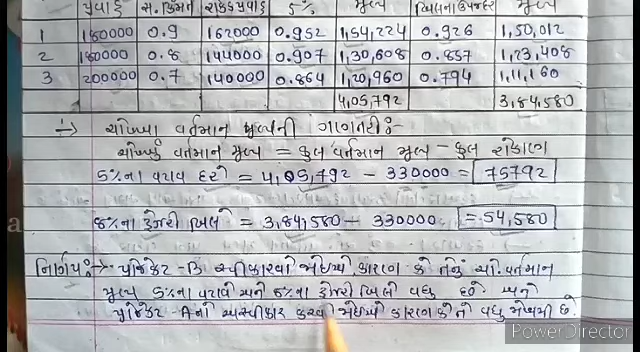 પ્રવાહ સ.કિંમત રોકડપ્રવાહ 5% મૂલ્ય મૂલ્ય
1 180000 0.9 162000 0.952 1,54,224 0.926 1,50,012
2 180000 0.8 144000 0.907 1,30,608 0.857 1,23,408
3 200000 0.7 140000 0.864 1,20,960 0.794 1,11,160
4,05,792 3,84,580
ચોખ્ખા વર્તમાન મૂલ્યની ગણતરી:-
ચોખ્ખું વર્તમાન મૂલ્ય = કુલ વર્તમાન મૂલ્ય - કુલ રોકાણ
5%ના વટાવ દરે = 4,05,792 - 330000 = 75792
8%ના ટ્રેઝરી બિલે = 3,84,580 - 330000 = 54,580
નિર્ણય:→ પ્રોજેક્ટ -B સ્વીકારવો જોઈએ કારણ કે તેનું ચો.વર્તમાન
મૂલ્ય 5%ના વટાવે અને 8%ના ટ્રેઝરી બિલે વધુ છે. અને
પ્રોજેક્ટ -Aનો અસ્વીકાર કરવો જોઈએ કારણ કે તે વધુ જોખમી છે.
PowerDirector